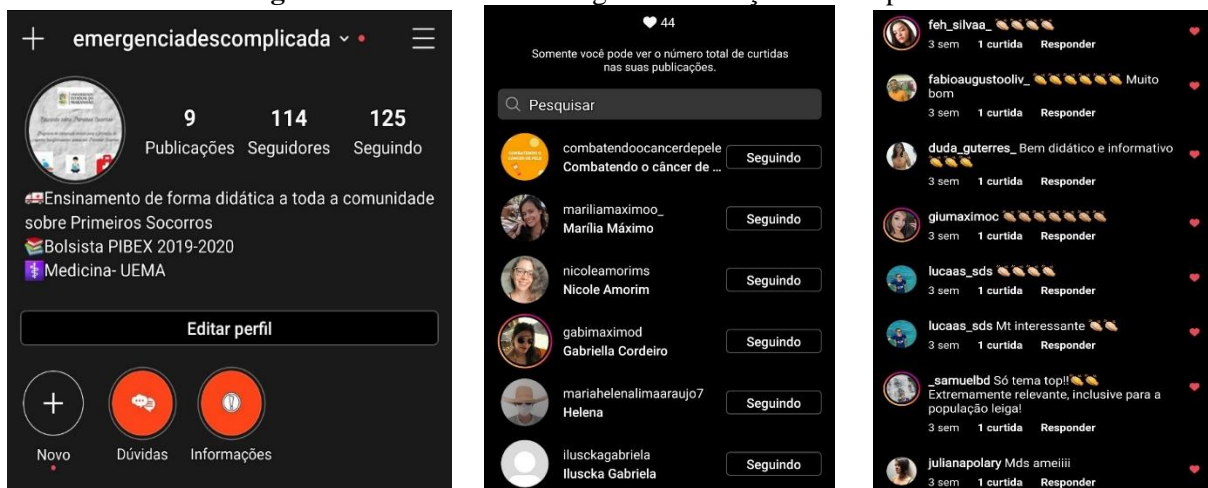 emergenciadescomplicada
9 114 125
Publicações Seguidores Seguindo
Ensinamento de forma didática a toda a comunidade
sobre Primeiros Socorros
Bolsista PIBEX 2019-2020
Medicina- UEMA
Editar perfil
Novo Dúvidas Informações
44
Somente você pode ver o número total de curtidas
nas suas publicações.
Pesquisar
combatendoocancerdepele
Combatendo o câncer de ...
Seguindo
mariliamaximoo_
Marília Máximo
Seguindo
nicoleamorims
Nicole Amorim
Seguindo
gabimaximod
Gabriella Cordeiro
Seguindo
mariahelenalimaaraujo7
Helena
Seguindo
ilusckagabriela
Iluscka Gabriela
Seguindo
feh_silvaa_ 👏👏👏👏
3 sem 1 curtida Responder
fabioaugustooliv_ 👏👏👏👏👏👏 Muito
bom
3 sem 1 curtida Responder
duda_guterres_ Bem didático e informativo
👏👏👏
3 sem 1 curtida Responder
giumaximoc 👏👏👏👏👏👏👏
3 sem 1 curtida Responder
lucaas_sds 👏👏👏👏
3 sem 1 curtida Responder
lucaas_sds Mt interessante 👏👏
3 sem 1 curtida Responder
_samuelbd Só tema top!!👏👏
Extremamente relevante, inclusive para a
população leiga!
3 sem 1 curtida Responder
julianapolary Mds ameiiii
3 sem 1 curtida Responder